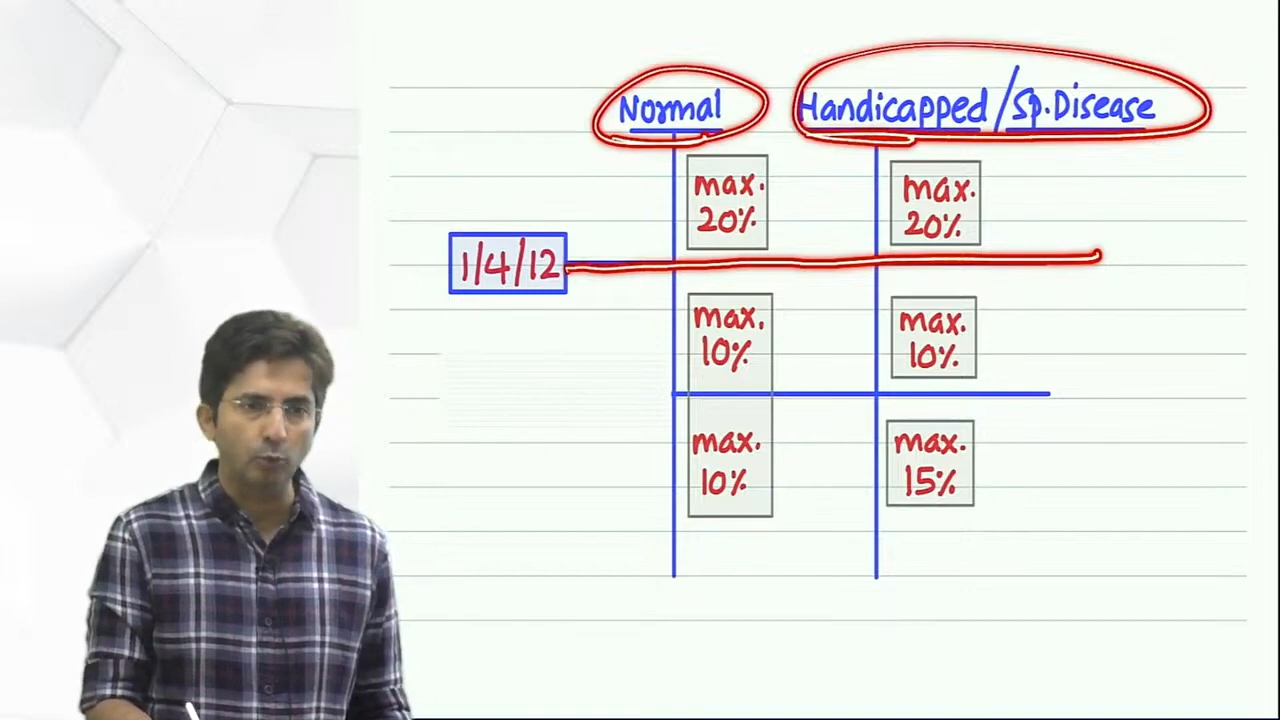 Normal
Handicapped/Sp.Disease
max.
20%
max.
20%
1/4/12
max.
10%
max.
10%
max.
10%
max.
15%